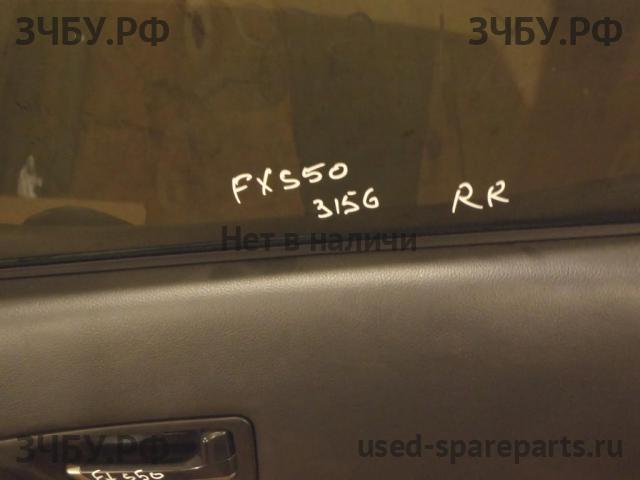 ЗЧБУ.РФ ЗЧБУ.РФ
FXS50
3156 RR
Нет в наличи
ЗЧБУ.РФ
used-spareparts.ru